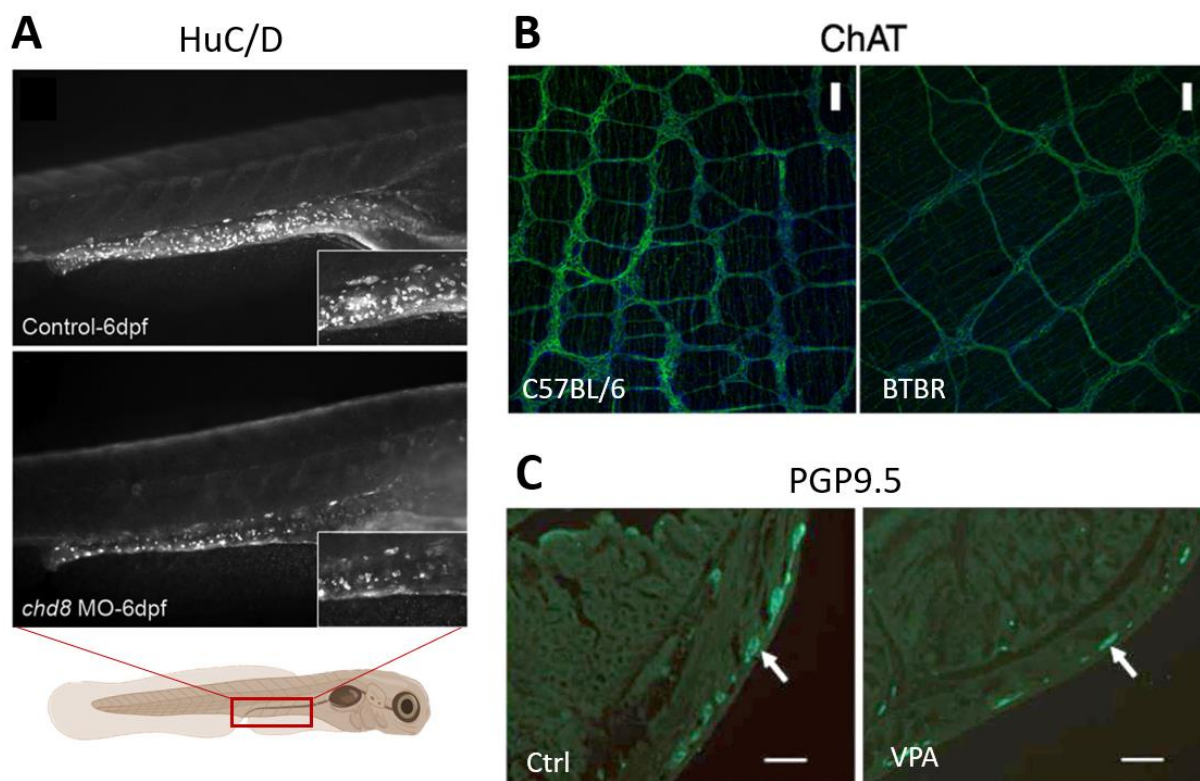 A
HuC/D
Control-6dpf
chd8 MO-6dpf
B
ChAT
C57BL/6
BTBR
C
PGP9.5
Ctrl
VPA